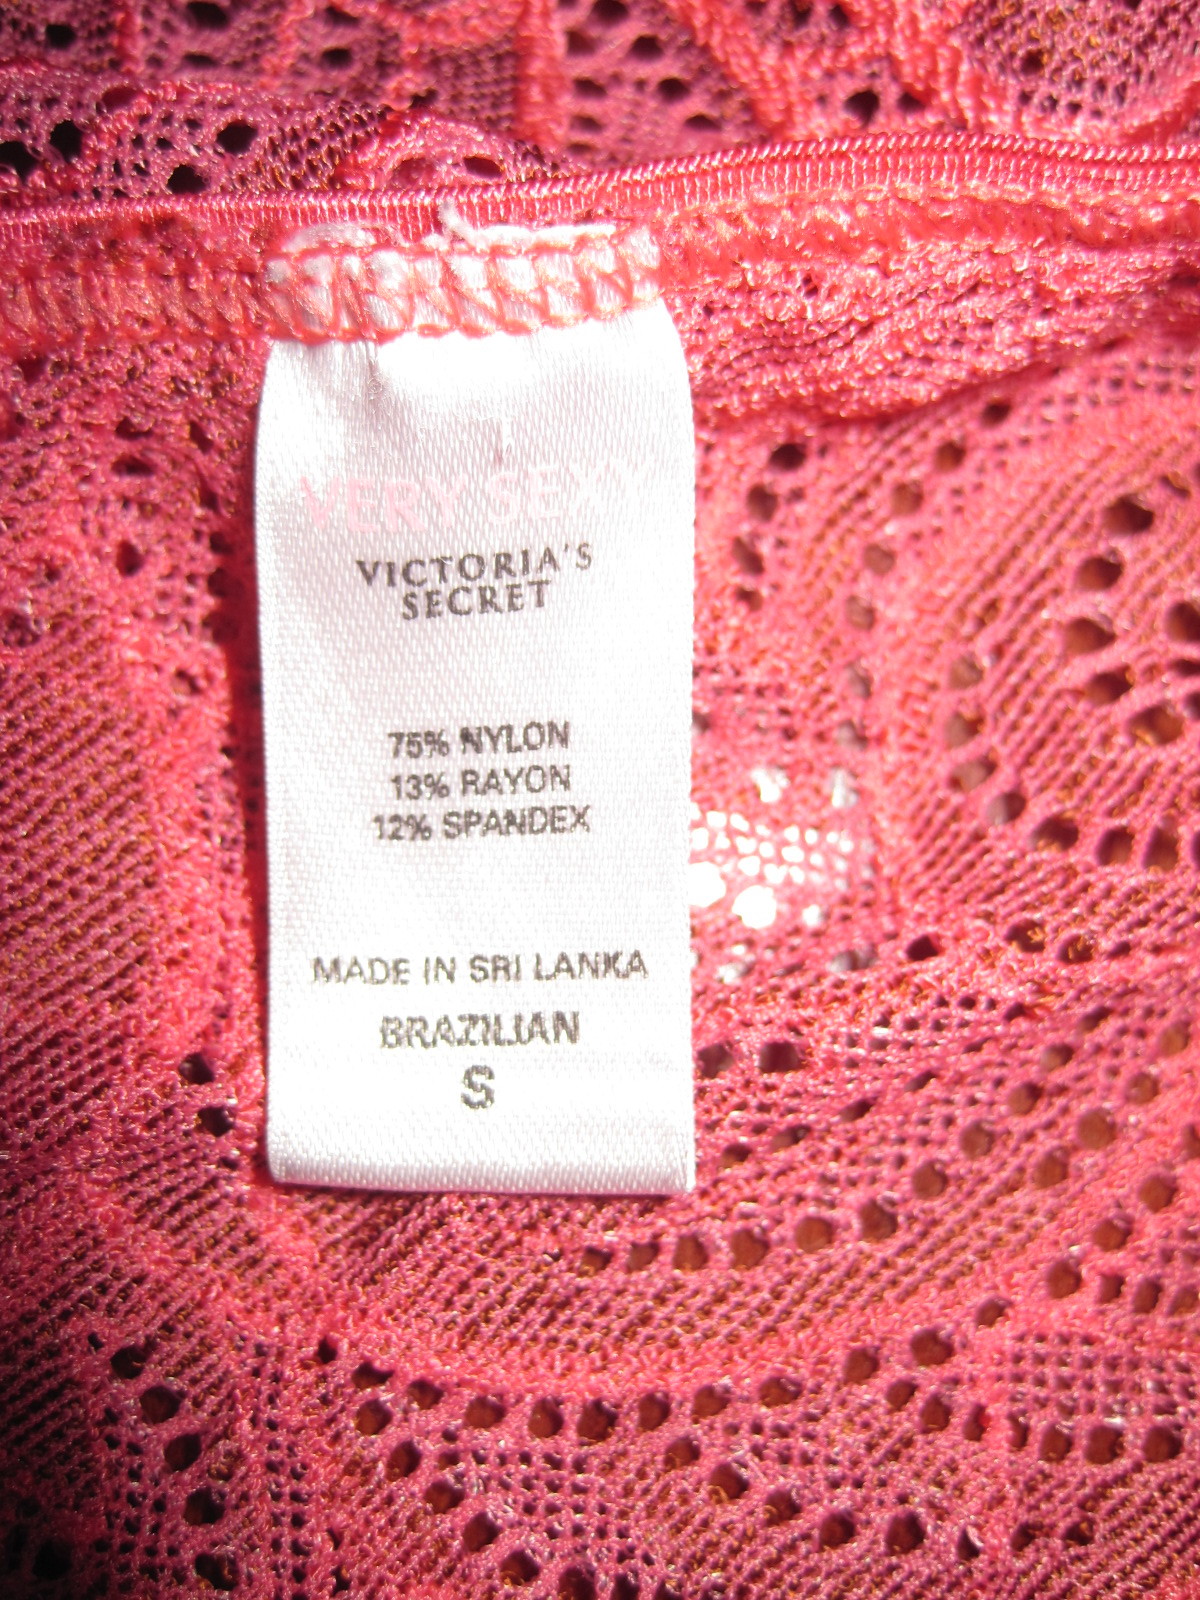 VERY SEXY
VICTORIA'S
SECRET
75% NYLON
13% RAYON
12% SPANDEX
MADE IN SRI LANKA
BRAZILIAN
S